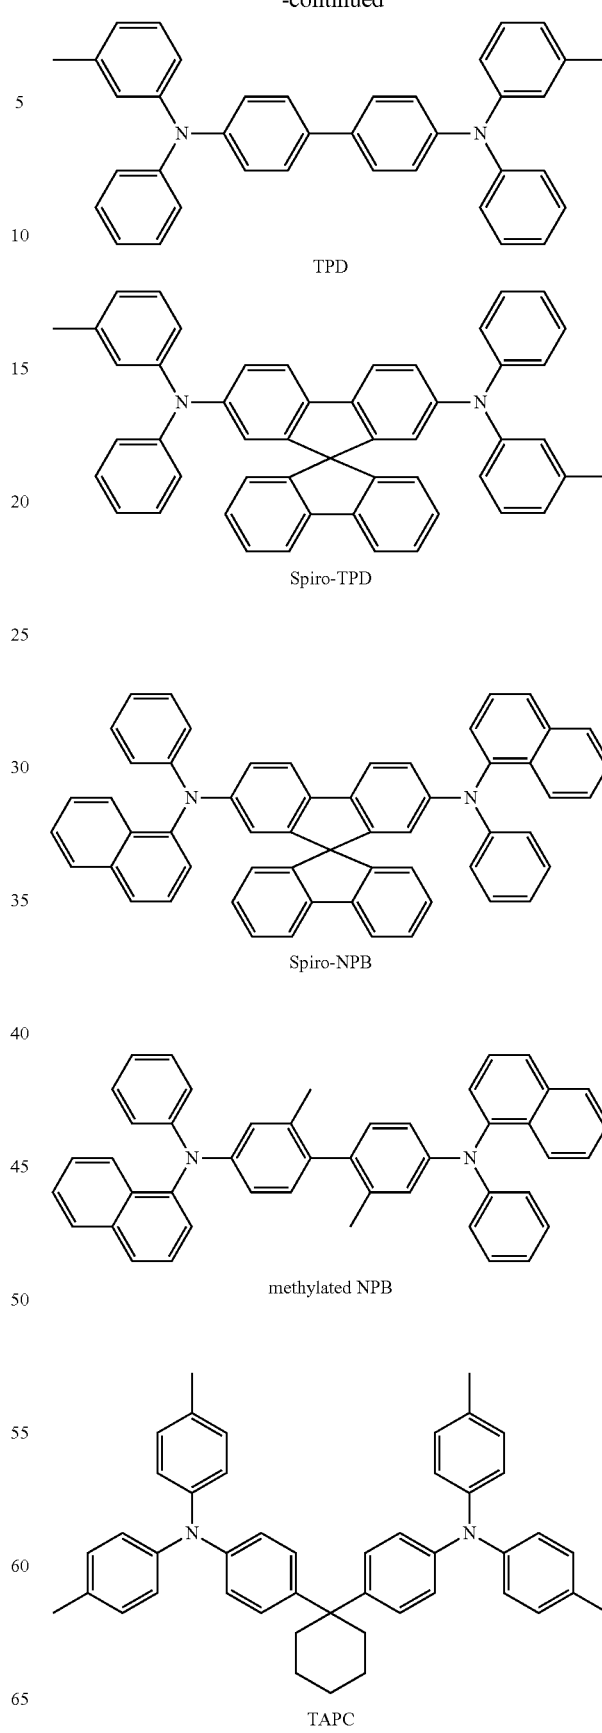 -continued
5
N
N
10
TPD
15
N
N
20
Spiro-TPD
25
30
N
N
35
Spiro-NPB
40
45
N
N
methylated NPB
50
55
N
N
60
65
TAPC